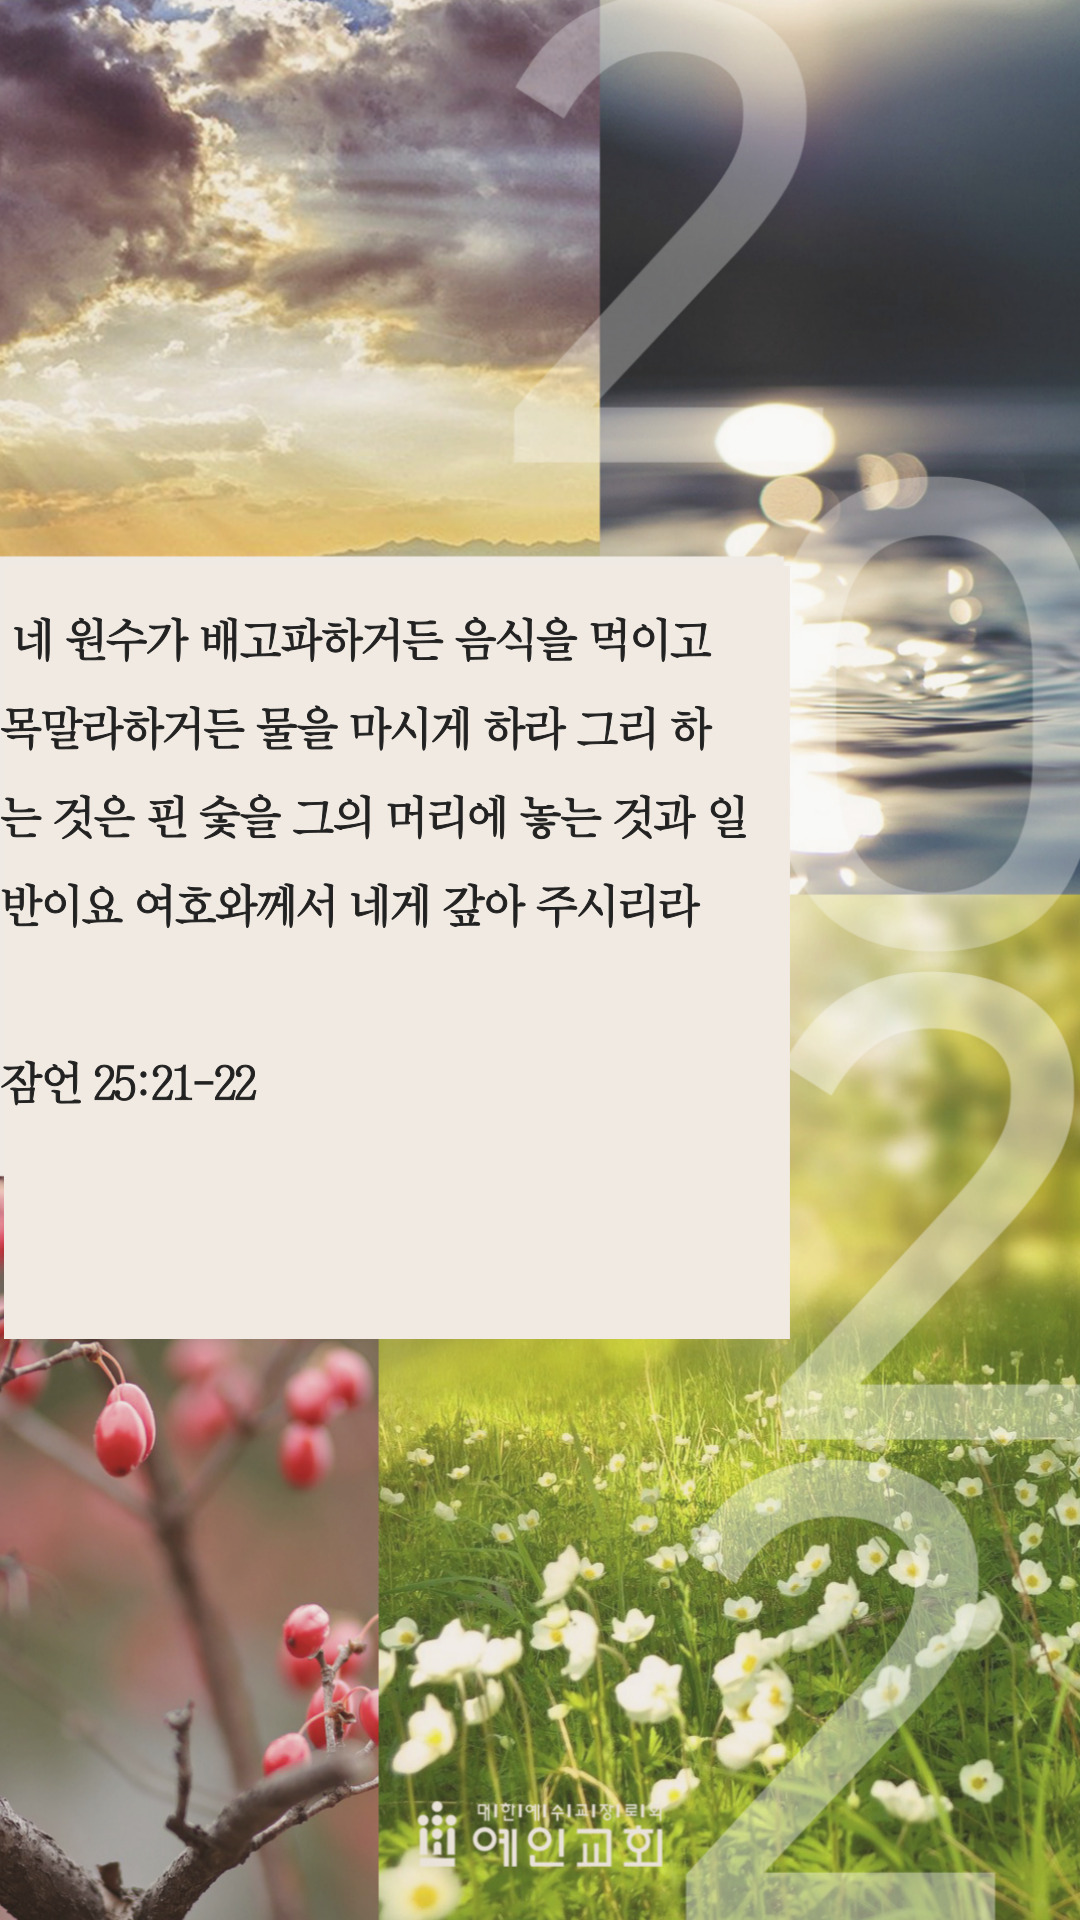 2
0
2
2
네 원수가 배고파하거든 음식을 먹이고
목말라하거든 물을 마시게 하라 그리 하
는 것은 핀 숯을 그의 머리에 놓는 것과 일
반이요 여호와께서 네게 갚아 주시리라
잠언 25:21-22
대한예수교장로회
예인교회